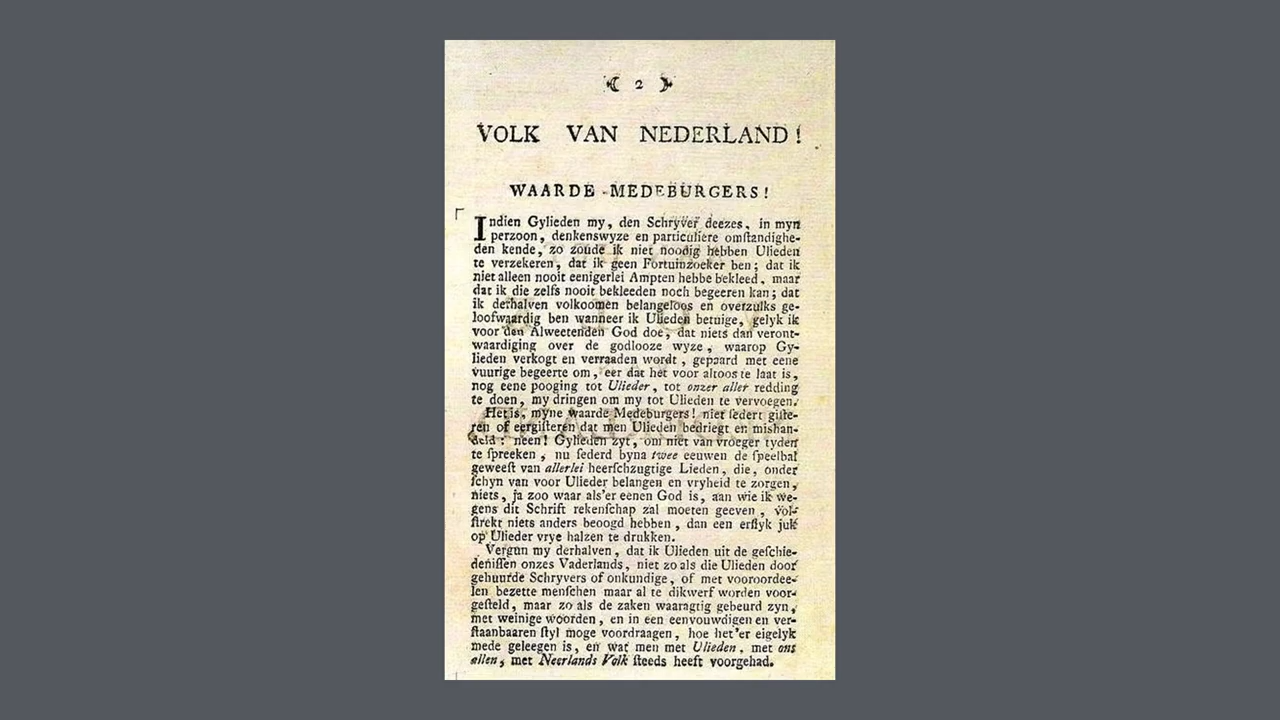 2
VOLK VAN NEDERLAND!
WAARDE MEDEBURGERS!
Indien Gylieden my, den Schryver deezes, in myn
perzoon, denkenswyze en particuliere omſtandighe-
den kende, zo zoude ik niet noodig hebben Ulieden
te verzekeren, dat ik geen Fortuinzoeker ben; dat ik
niet alleen nooit eenigerlei Ampten hebbe bekleed, maar
dat ik die zelfs nooit bekleeden noch begeeren kan; dat
ik derhalven volkoomen belangeloos en overzulks ge-
loofwaardig ben wanneer ik Ulieden betuige, gelyk ik
voor den Alweetenden God doe, dat niets dan veront-
waardiging over de godlooze wyze, waarop Gy-
lieden verkogt en verraaden wordt, gepaard met eene
vuurige begeerte om, eer dat het voor altoos te laat is,
nog eene pooging tot Ulieder, tot onzer aller redding
te doen, my dringen om my tot Ulieden te vervoegen.
Het is, myne waarde Medeburgers! niet ſedert giſte-
ren of eergiſteren dat men Ulieden bedriegt en mishan-
deld: neen! Gylieden zyt, om niet van vroeger tyden
te ſpreeken, nu ſederd byna twee eeuwen de ſpeelbal
geweeſt van allerlei heerſchzugtige Lieden, die, onder
ſchyn van voor Ulieder belangen en vryheid te zorgen,
niets, ja zoo waar als'er eenen God is, aan wie ik we-
gens dit Schrift rekenſchap zal moeten geeven, vol-
ſtrekt niets anders beoogd hebben, dan een erflyk juk
op Ulieder vrye halzen te drukken.
Vergun my derhalven, dat ik Ulieden uit de geſchie-
deniſſen onzes Vaderlands, niet zo als die Ulieden door
gehuurde Schryvers of onkundige, of met vooroordee-
len bezette menſchen maar al te dikwerf worden voor-
geſteld, maar zo als de zaken waaragtig gebeurd zyn,
met weinige woorden, en in een eenvouwdigen en ver-
ſtaanbaaren ſtyl moge voordraagen, hoe het'er eigelyk
mede geleegen is, en wat men met Ulieden, met ons
allen, met Neerlands Volk ſteeds heeft voorgehad.